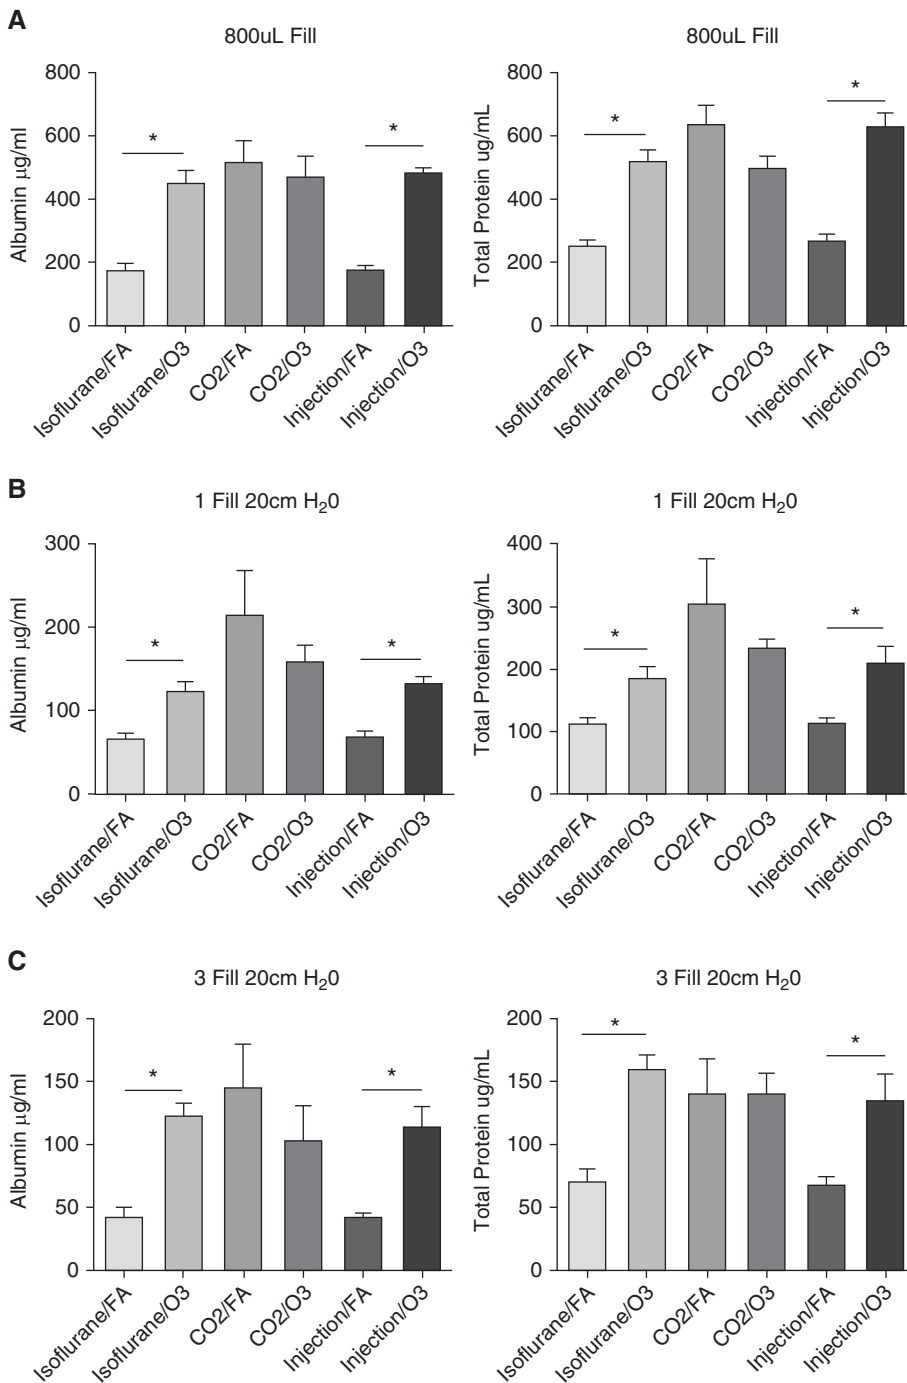 A
800uL Fill
Albumin μg/ml
800
600
400
200
0
*
*
Isoflurane/FA
Isoflurane/O3
CO2/FA
CO2/O3
Injection/FA
Injection/O3
800uL Fill
Total Protein ug/mL
800
600
400
200
0
*
*
Isoflurane/FA
Isoflurane/O3
CO2/FA
CO2/O3
Injection/FA
Injection/O3
B
1 Fill 20cm H₂0
Albumin μg/ml
300
200
100
0
*
*
Isoflurane/FA
Isoflurane/O3
CO2/FA
CO2/O3
Injection/FA
Injection/O3
1 Fill 20cm H₂0
Total Protein ug/mL
400
300
200
100
0
*
*
Isoflurane/FA
Isoflurane/O3
CO2/FA
CO2/O3
Injection/FA
Injection/O3
C
3 Fill 20cm H₂0
Albumin μg/ml
200
150
100
50
0
*
*
Isoflurane/FA
Isoflurane/O3
CO2/FA
CO2/O3
Injection/FA
Injection/O3
3 Fill 20cm H₂0
Total Protein ug/mL
200
150
100
50
0
*
*
Isoflurane/FA
Isoflurane/O3
CO2/FA
CO2/O3
Injection/FA
Injection/O3